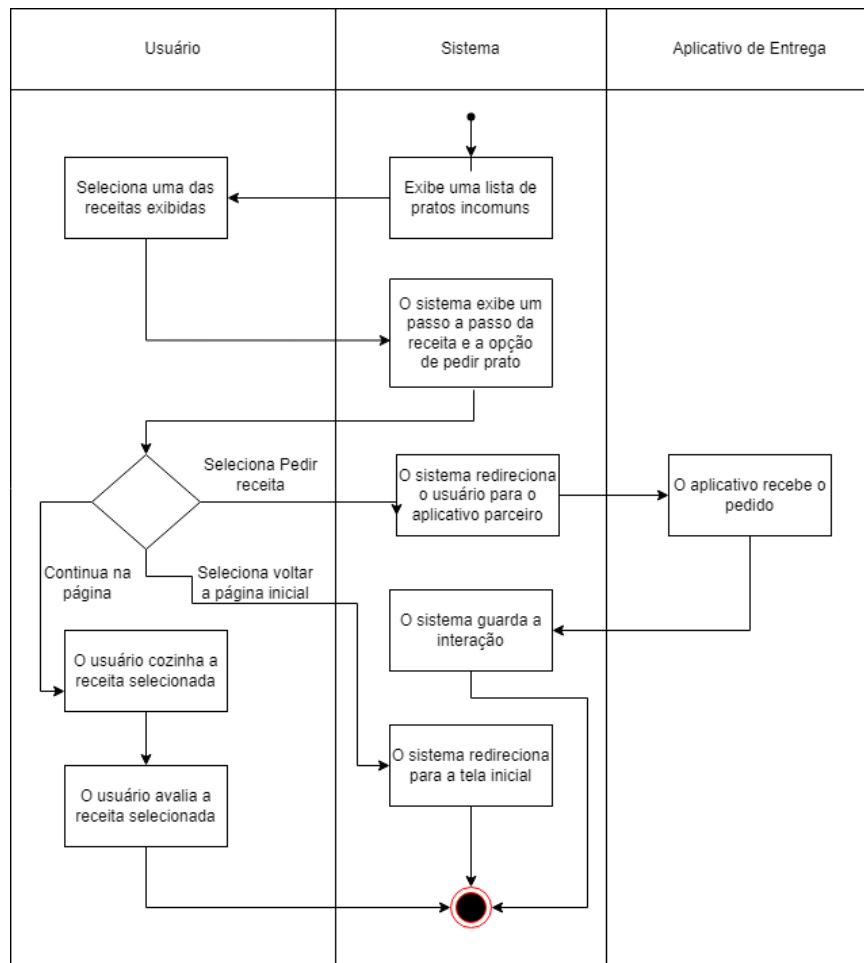 Usuário
Sistema
Aplicativo de Entrega
Seleciona uma das
receitas exibidas
Exibe uma lista de
pratos incomuns
O sistema exibe um
passo a passo da
receita e a opção
de pedir prato
Seleciona Pedir
receita
O sistema redireciona
o usuário para o
aplicativo parceiro
O aplicativo recebe o
pedido
Continua na
página
Seleciona voltar
a página inicial
O sistema guarda a
interação
O usuário cozinha a
receita selecionada
O sistema redireciona
para a tela inicial
O usuário avalia a
receita selecionada